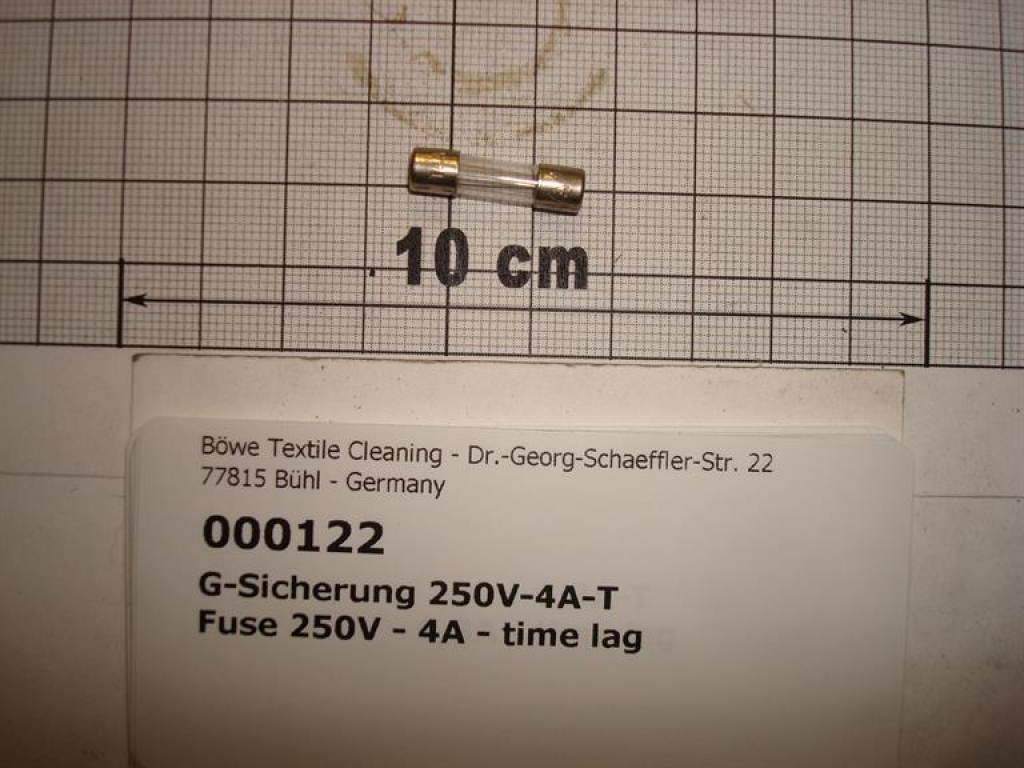 10 cm
Böwe Textile Cleaning - Dr.-Georg-Schaeffler-Str. 22
77815 Bühl - Germany
000122
G-Sicherung 250V-4A-T
Fuse 250V - 4A - time lag